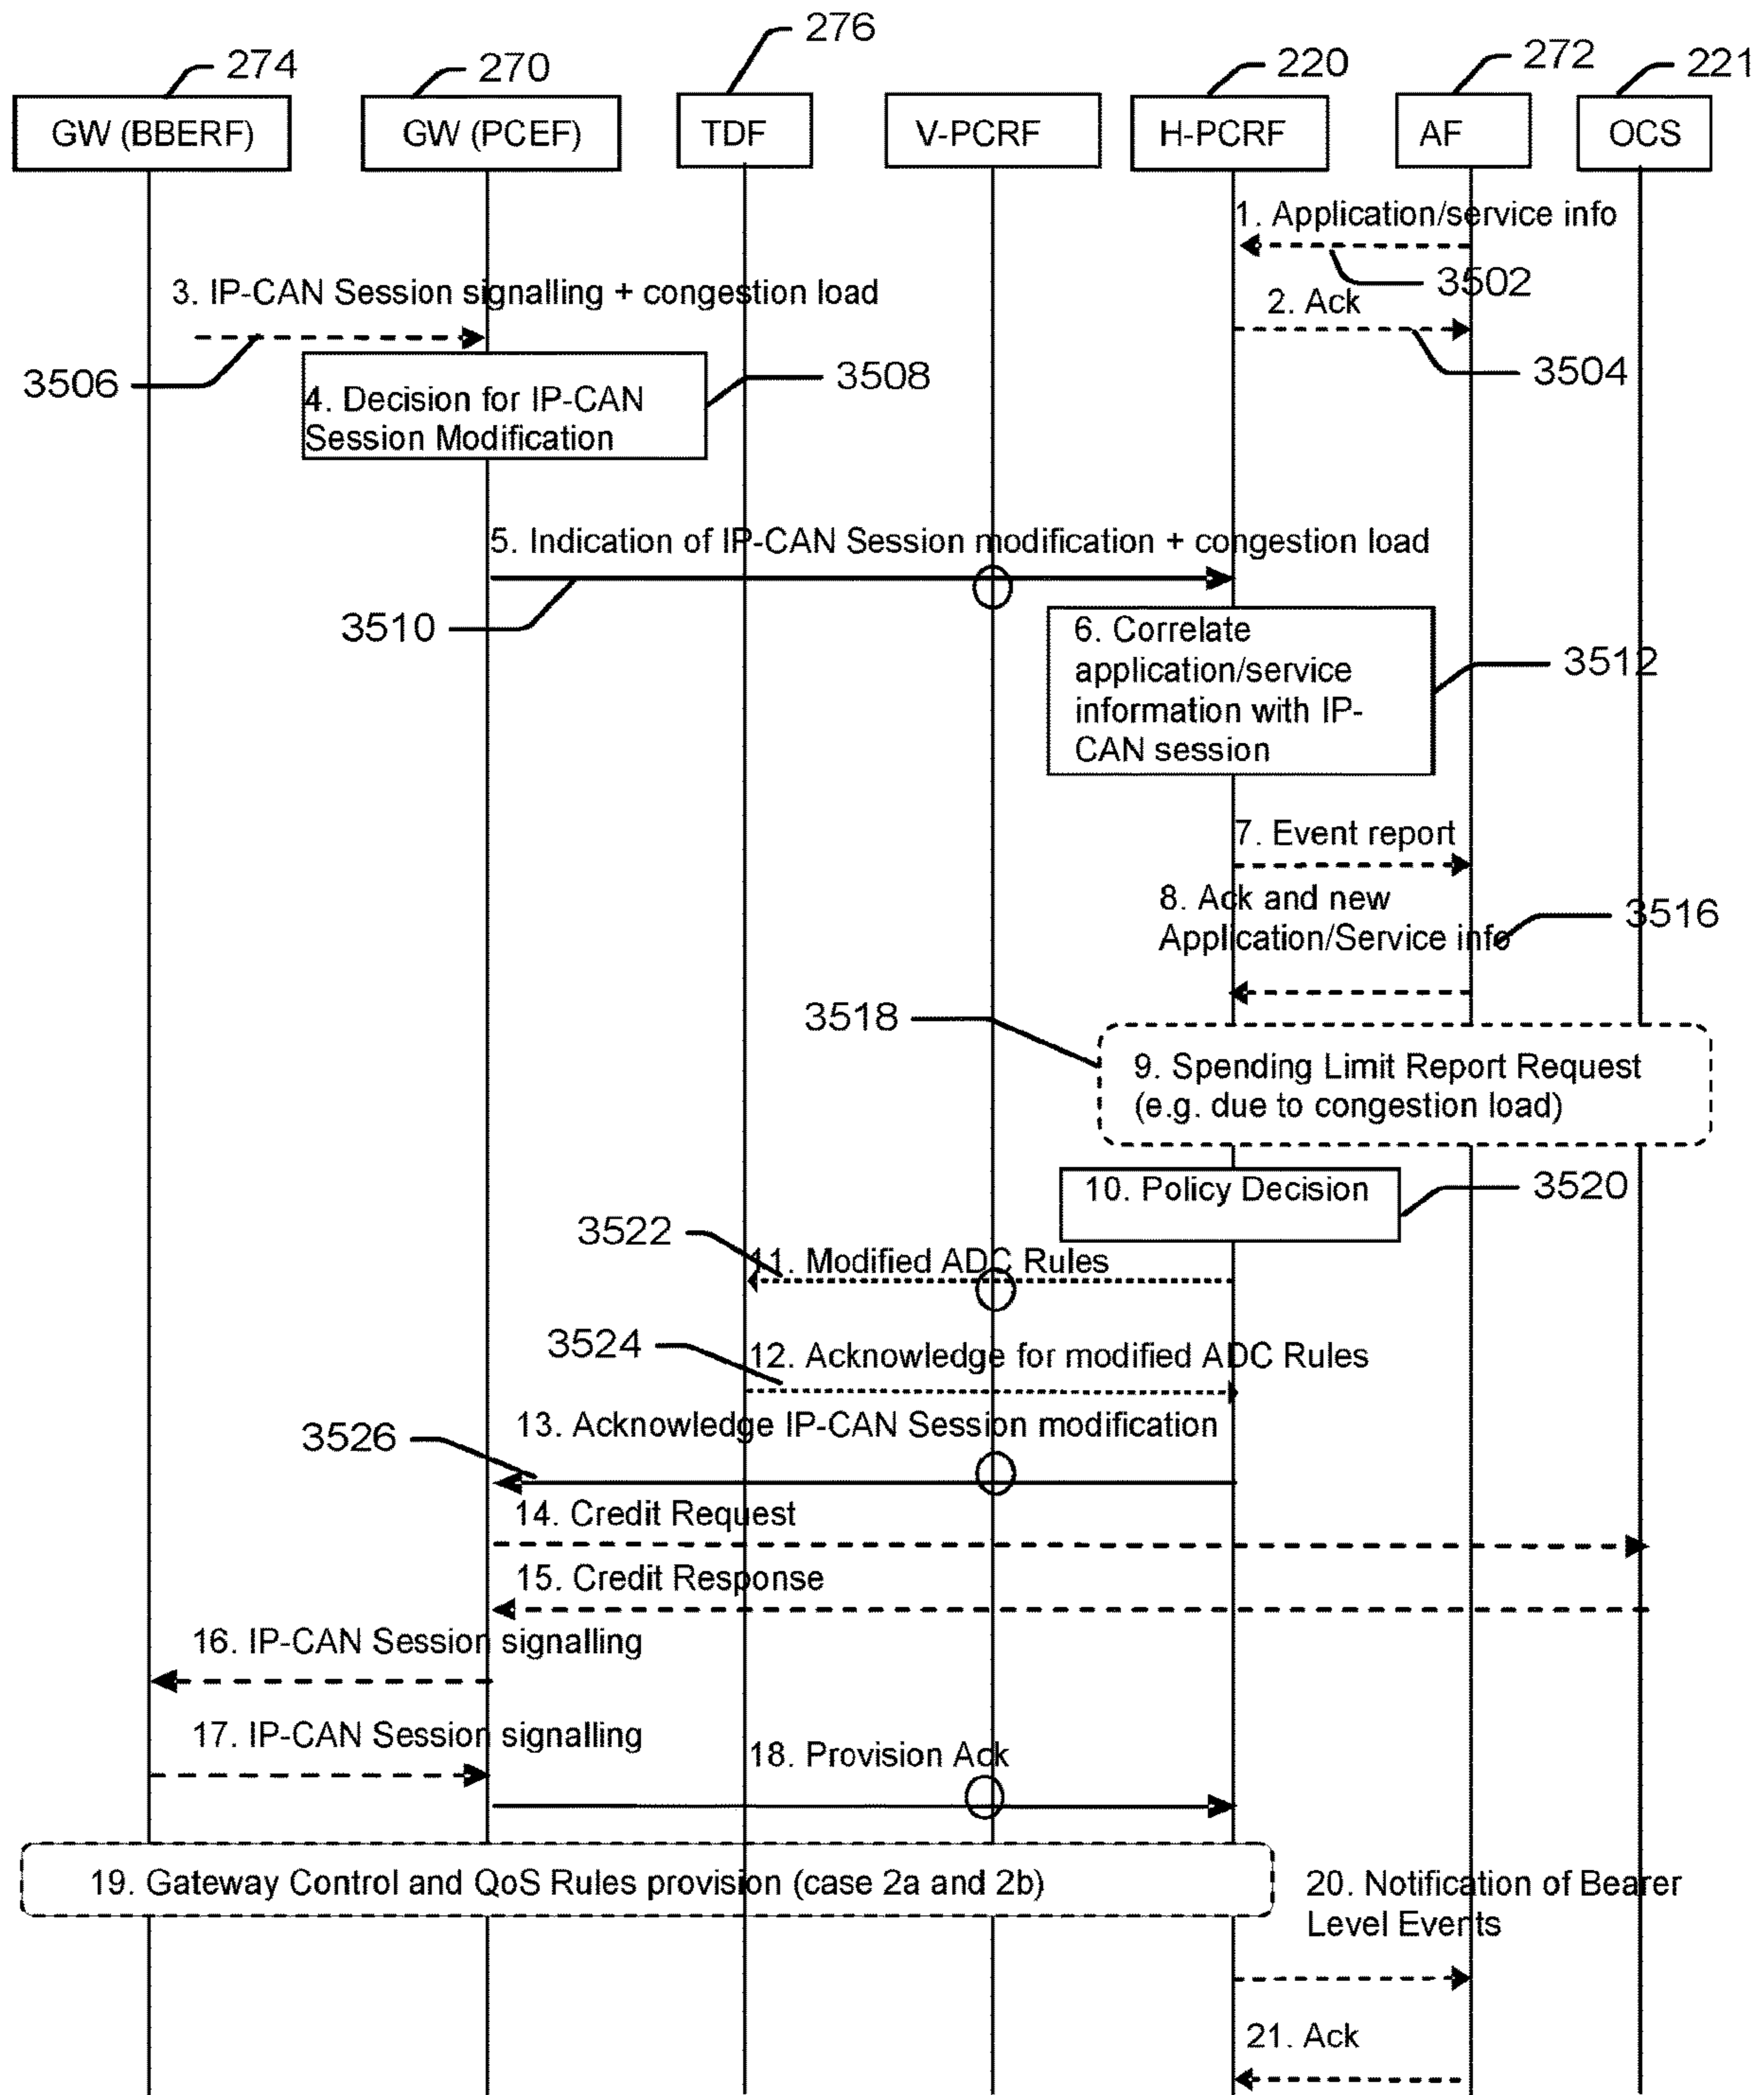 274
270
276
220
272
221
GW (BBERF)
GW (PCEF)
TDF
V-PCRF
H-PCRF
AF
OCS
1. Application/service info
3502
2. Ack
3504
3. IP-CAN Session signalling + congestion load
3506
4. Decision for IP-CAN
Session Modification
3508
5. Indication of IP-CAN Session modification + congestion load
3510
6. Correlate
application/service
information with IP-
CAN session
3512
7. Event report
8. Ack and new
Application/Service info
3516
3518
9. Spending Limit Report Request
(e.g. due to congestion load)
10. Policy Decision
3520
3522
11. Modified ADC Rules
3524
12. Acknowledge for modified ADC Rules
13. Acknowledge IP-CAN Session modification
3526
14. Credit Request
15. Credit Response
16. IP-CAN Session signalling
17. IP-CAN Session signalling
18. Provision Ack
19. Gateway Control and QoS Rules provision (case 2a and 2b)
20. Notification of Bearer
Level Events
21. Ack